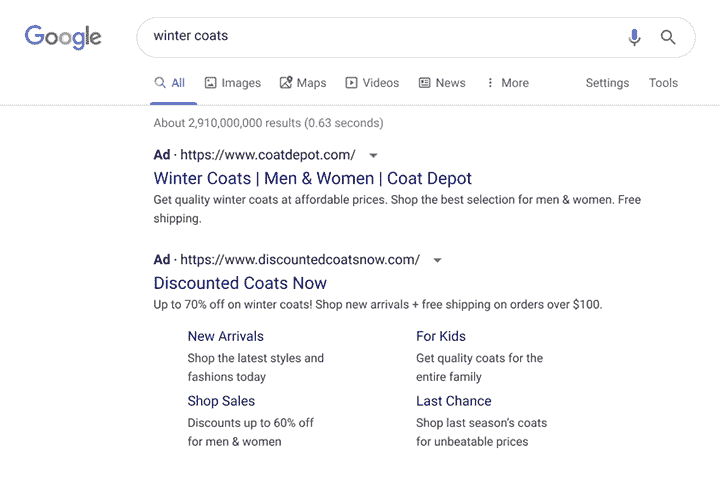 Google
winter coats
All Images Maps Videos News More Settings Tools
About 2,910,000,000 results (0.63 seconds)
Ad · https://www.coatdepot.com/
Winter Coats | Men & Women | Coat Depot
Get quality winter coats at affordable prices. Shop the best selection for men & women. Free
shipping.
Ad · https://www.discountedcoatsnow.com/
Discounted Coats Now
Up to 70% off on winter coats! Shop new arrivals + free shipping on orders over $100.
New Arrivals
Shop the latest styles and
fashions today
For Kids
Get quality coats for the
entire family
Shop Sales
Discounts up to 60% off
for men & women
Last Chance
Shop last season’s coats
for unbeatable prices